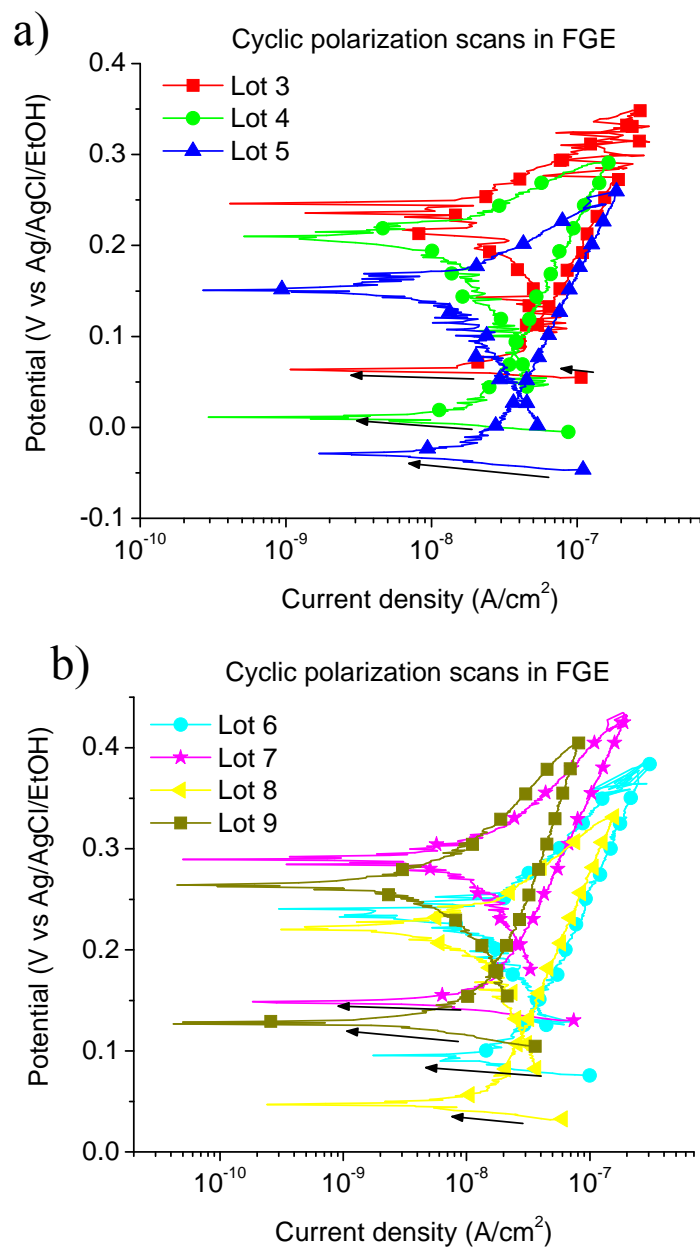 a)
Cyclic polarization scans in FGE
Lot 3
Lot 4
Lot 5
0.4
0.3
0.2
0.1
0.0
-0.1
Potential (V vs Ag/AgCl/EtOH)
10^-10 10^-9 10^-8 10^-7
Current density (A/cm^2)
b)
Cyclic polarization scans in FGE
Lot 6
Lot 7
Lot 8
Lot 9
0.4
0.3
0.2
0.1
0.0
Potential (V vs Ag/AgCl/EtOH)
10^-10 10^-9 10^-8 10^-7
Current density (A/cm^2)